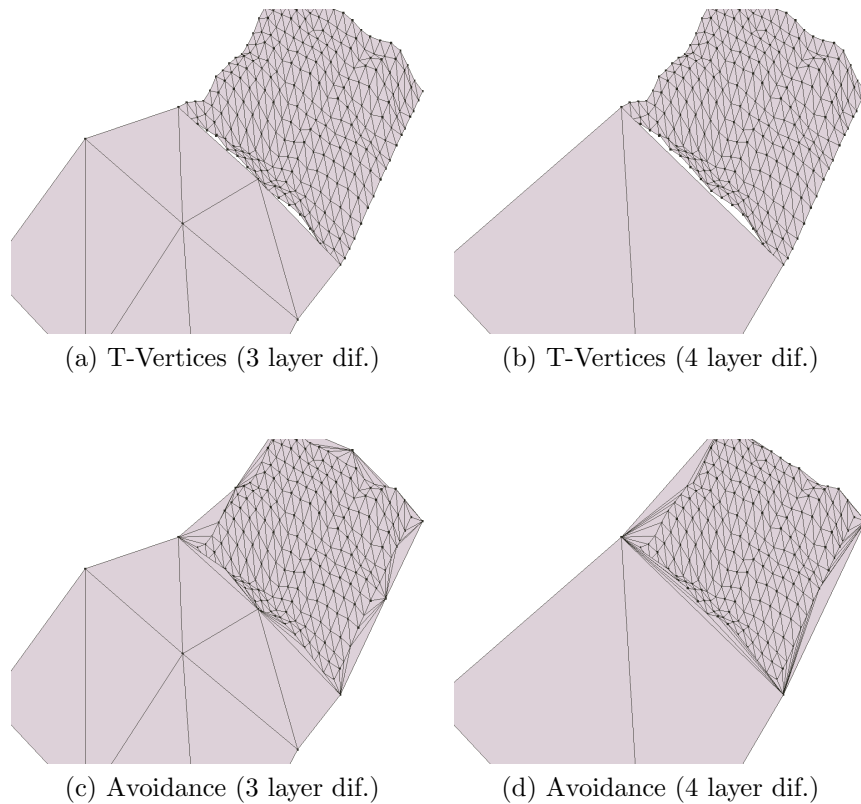 (a) T-Vertices (3 layer dif.)
(b) T-Vertices (4 layer dif.)
(c) Avoidance (3 layer dif.)
(d) Avoidance (4 layer dif.)